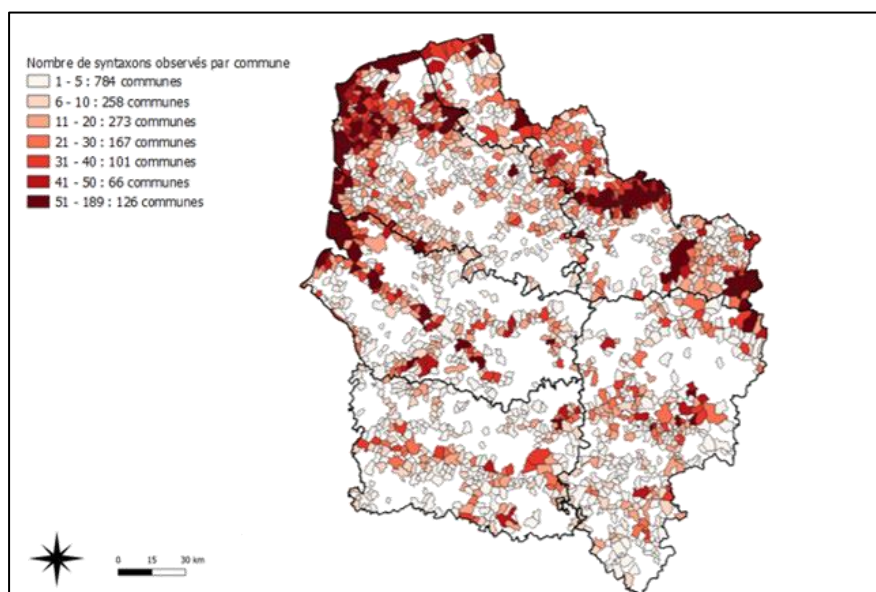 Nombre de syntaxons observés par commune
1 - 5 : 784 communes
6 - 10 : 258 communes
11 - 20 : 273 communes
21 - 30 : 167 communes
31 - 40 : 101 communes
41 - 50 : 66 communes
51 - 189 : 126 communes
0 15 30 km